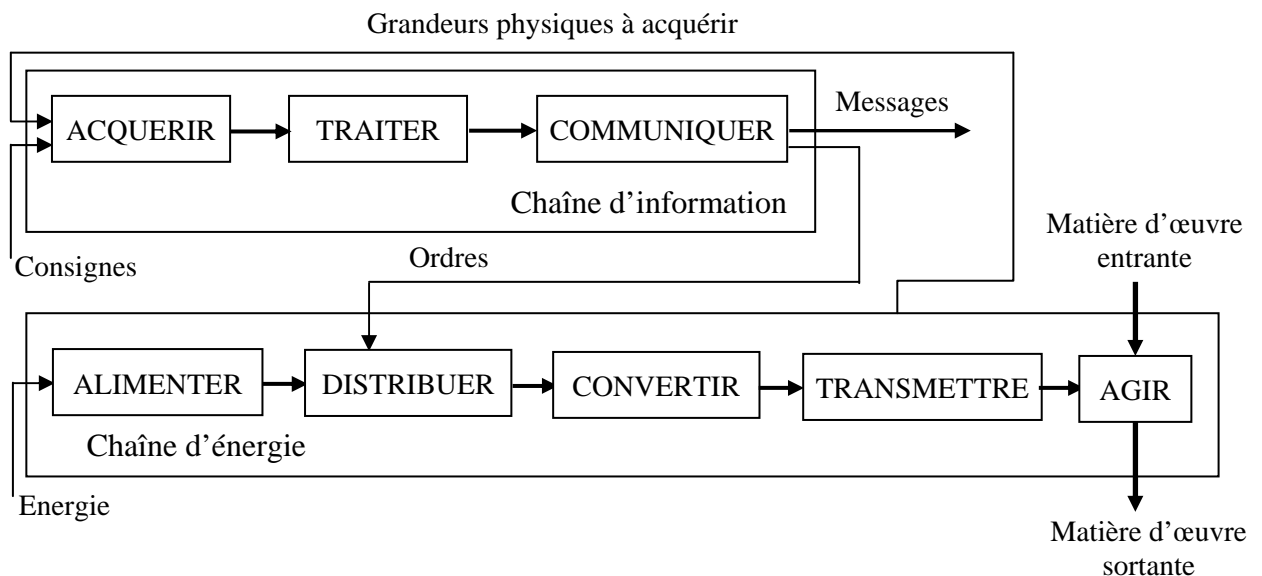 Grandeurs physiques à acquérir
ACQUERIR
TRAITER
COMMUNIQUER
Messages
Chaîne d’information
Consignes
Ordres
Matière d’œuvre
entrante
ALIMENTER
DISTRIBUER
CONVERTIR
TRANSMETTRE
AGIR
Chaîne d’énergie
Energie
Matière d’œuvre
sortante